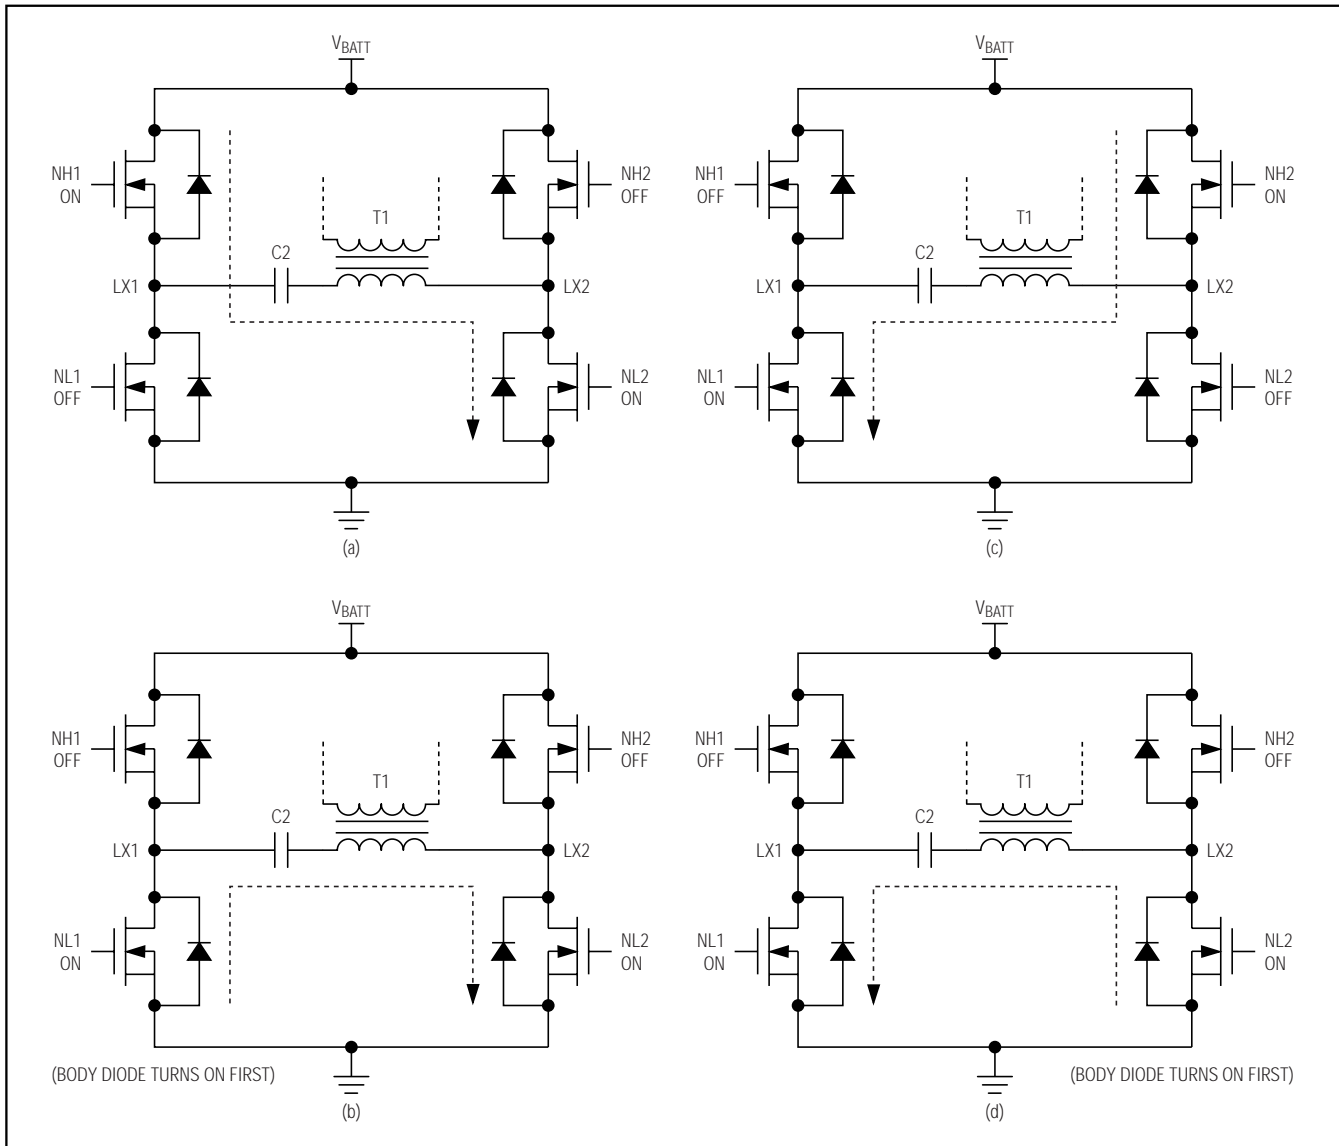 VBATT
NH1
ON
NH2
OFF
T1
C2
LX1
LX2
NL1
OFF
NL2
ON
(a)
VBATT
NH1
OFF
NH2
ON
T1
C2
LX1
LX2
NL1
ON
NL2
OFF
(c)
VBATT
NH1
OFF
NH2
OFF
T1
C2
LX1
LX2
NL1
ON
NL2
ON
(BODY DIODE TURNS ON FIRST)
(b)
VBATT
NH1
OFF
NH2
OFF
T1
C2
LX1
LX2
NL1
ON
NL2
ON
(BODY DIODE TURNS ON FIRST)
(d)